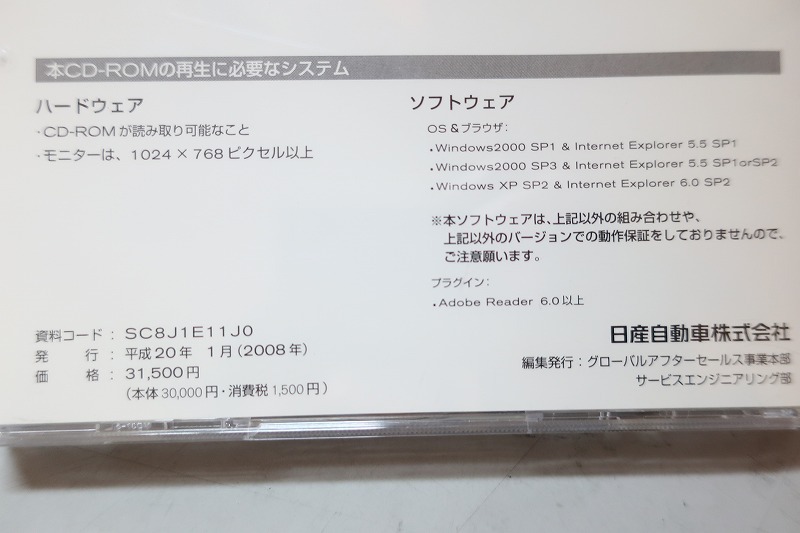 本CD-ROMの再生に必要なシステム
ハードウェア
・CD-ROMが読み取り可能なこと
・モニターは、1024×768ピクセル以上
ソフトウェア
OS＆ブラウザ：
・Windows2000 SP1 & Internet Explorer 5.5 SP1
・Windows2000 SP3 & Internet Explorer 5.5 SP1orSP2
・Windows XP SP2 & Internet Explorer 6.0 SP2
※本ソフトウェアは、上記以外の組み合わせや、
上記以外のバージョンでの動作保証をしておりませんので、
ご注意願います。
プラグイン：
・Adobe Reader 6.0以上
資料コード：SC8J1E11J0
発行：平成20年 1月（2008年）
価格：31,500円
（本体30,000円・消費税1,500円）
日産自動車株式会社
編集発行：グローバルアフターセールス事業本部
サービスエンジニアリング部